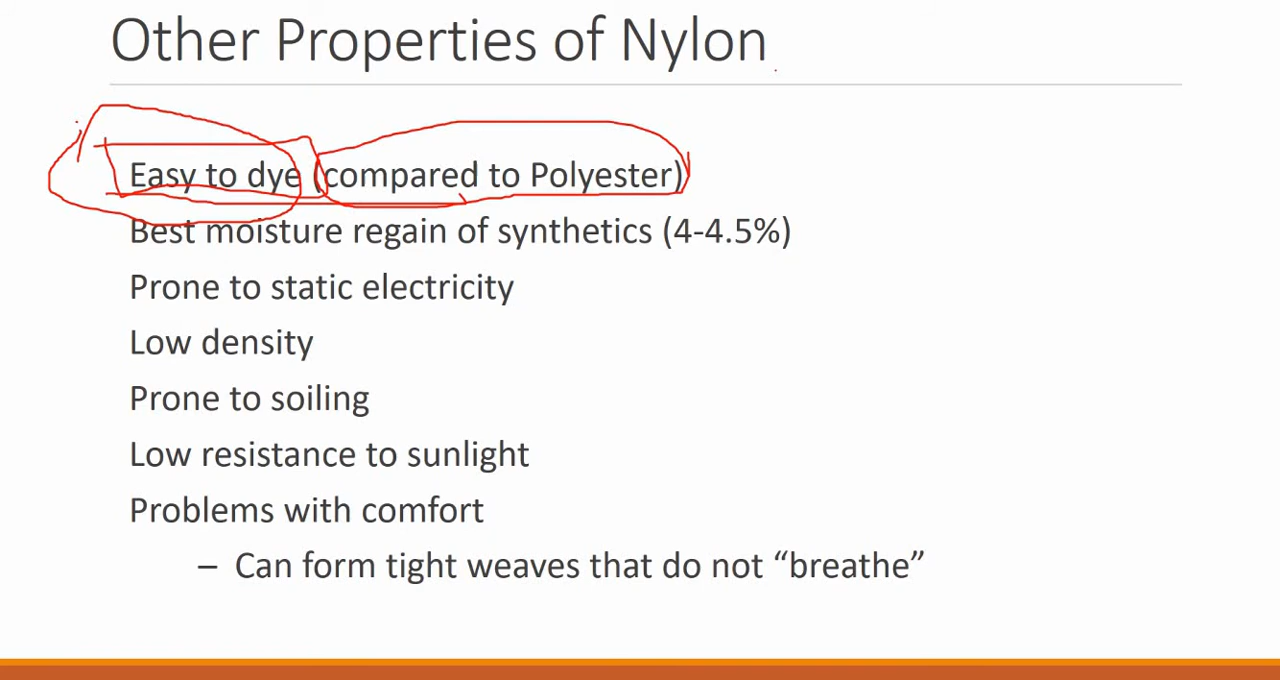 Other Properties of Nylon
Easy to dye (compared to Polyester)
Best moisture regain of synthetics (4-4.5%)
Prone to static electricity
Low density
Prone to soiling
Low resistance to sunlight
Problems with comfort
– Can form tight weaves that do not “breathe”